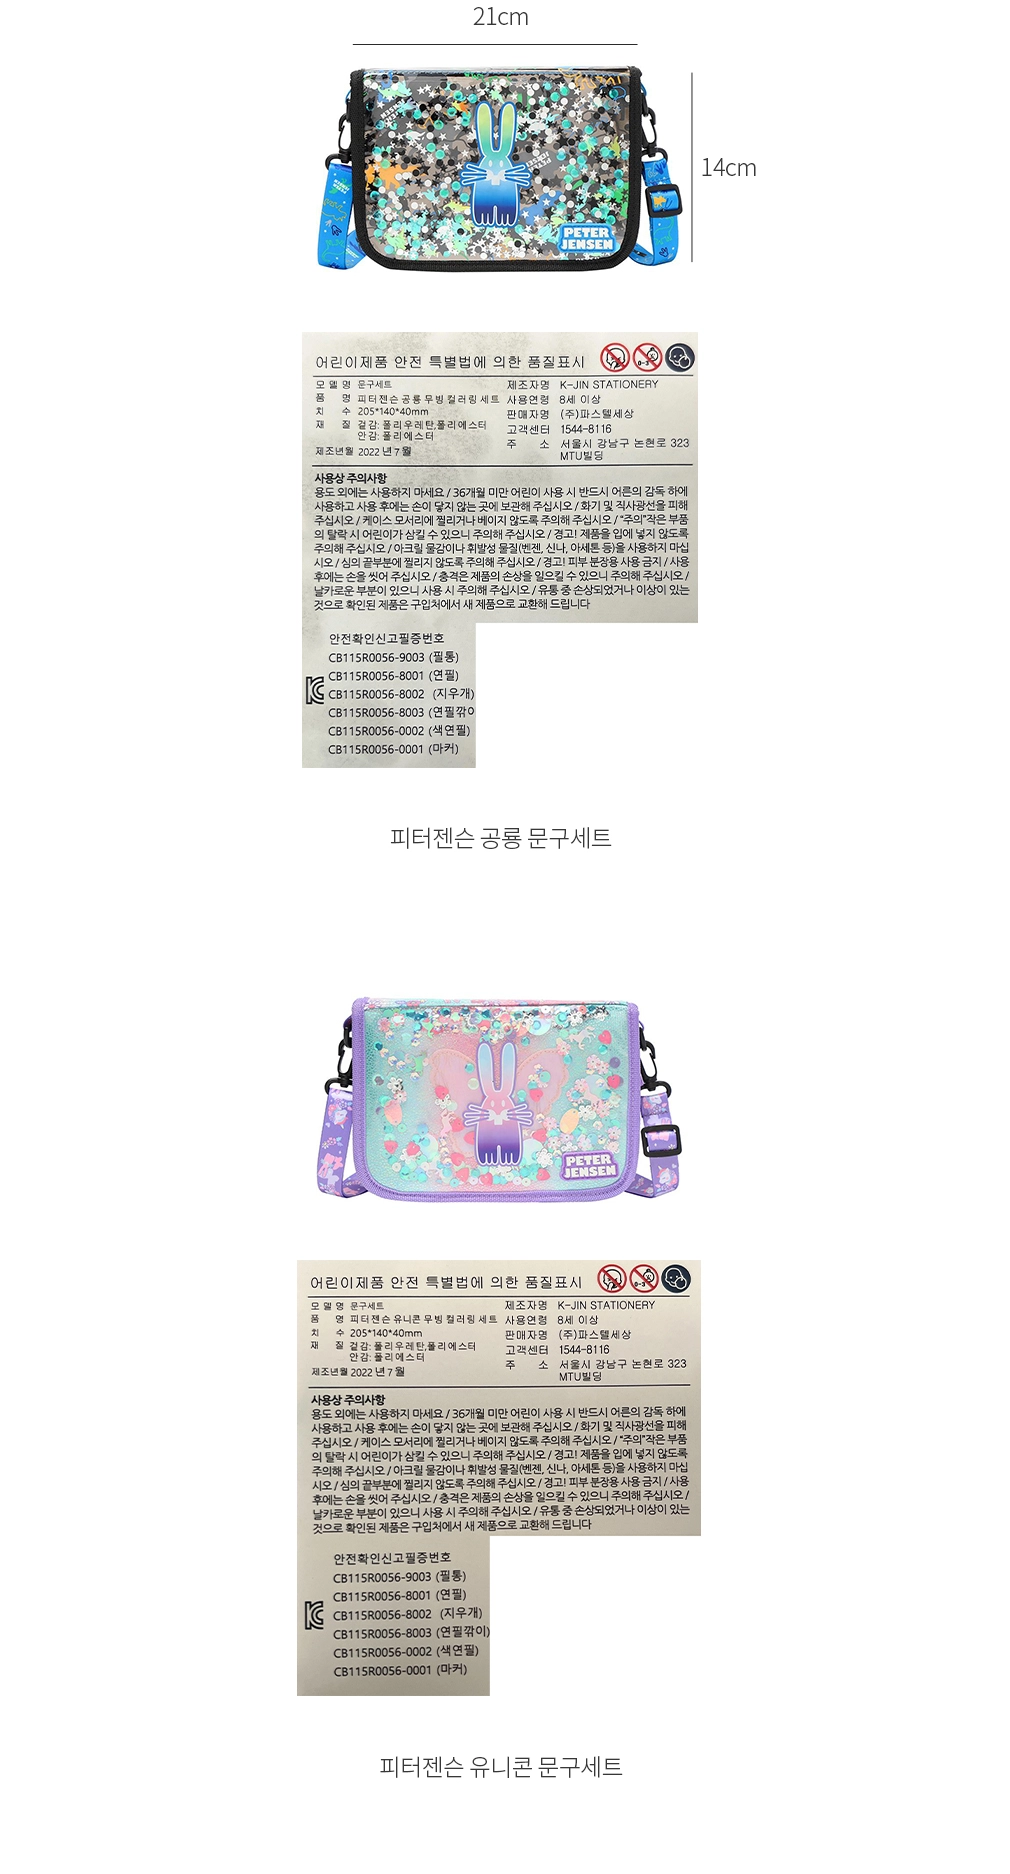 21cm
14cm
PETER
JENSEN
어린이제품 안전 특별법에 의한 품질표시
0-3
모델명 문구세트
품 명 피터젠슨 공룡 무빙 컬러링 세트
치 수 205*140*40mm
재 질 겉감: 폴리우레탄,폴리에스터
안감: 폴리에스터
제조년월 2022 년 7 월
제조자명 K-JIN STATIONERY
사용연령 8세 이상
판매자명 (주)파스텔세상
고객센터 1544-8116
주 소 서울시 강남구 논현로 323
MTU빌딩
사용상 주의사항
용도 외에는 사용하지 마세요 / 36개월 미만 어린이 사용 시 반드시 어른의 감독 하에
사용하고 사용 후에는 손이 닿지 않는 곳에 보관해 주십시오 / 화기 및 직사광선을 피해
주십시오 / 케이스 모서리에 찔리거나 베이지 않도록 주의해 주십시오 / "주의"작은 부품
의 탈락 시 어린이가 삼킬 수 있으니 주의해 주십시오 / 경고! 제품을 입에 넣지 않도록
주의해 주십시오 / 아크릴 물감이나 휘발성 물질(벤젠, 신나, 아세톤 등)을 사용하지 마십
시오 / 심의 끝부분에 찔리지 않도록 주의해 주십시오 / 경고! 피부 분장용 사용 금지 / 사용
후에는 손을 씻어 주십시오 / 충격은 제품의 손상을 일으킬 수 있으니 주의해 주십시오 /
날카로운 부분이 있으니 사용 시 주의해 주십시오 / 유통 중 손상되었거나 이상이 있는
것으로 확인된 제품은 구입처에서 새 제품으로 교환해 드립니다
안전확인신고필증번호
CB115R0056-9003 (필통)
CB115R0056-8001 (연필)
CB115R0056-8002 (지우개)
CB115R0056-8003 (연필깎이
CB115R0056-0002 (색연필)
CB115R0056-0001 (마커)
피터젠슨 공룡 문구세트
PETER
JENSEN
어린이제품 안전 특별법에 의한 품질표시
0-3
모델명 문구세트
품 명 피터젠슨 유니콘 무빙 컬러링 세트
치 수 205*140*40mm
재 질 겉감: 폴리우레탄,폴리에스터
안감: 폴리에스터
제조년월 2022 년 7 월
제조자명 K-JIN STATIONERY
사용연령 8세 이상
판매자명 (주)파스텔세상
고객센터 1544-8116
주 소 서울시 강남구 논현로 323
MTU빌딩
사용상 주의사항
용도 외에는 사용하지 마세요 / 36개월 미만 어린이 사용 시 반드시 어른의 감독 하에
사용하고 사용 후에는 손이 닿지 않는 곳에 보관해 주십시오 / 화기 및 직사광선을 피해
주십시오 / 케이스 모서리에 찔리거나 베이지 않도록 주의해 주십시오 / "주의"작은 부품
의 탈락 시 어린이가 삼킬 수 있으니 주의해 주십시오 / 경고! 제품을 입에 넣지 않도록
주의해 주십시오 / 아크릴 물감이나 휘발성 물질(벤젠, 신나, 아세톤 등)을 사용하지 마십
시오 / 심의 끝부분에 찔리지 않도록 주의해 주십시오 / 경고! 피부 분장용 사용 금지 / 사용
후에는 손을 씻어 주십시오 / 충격은 제품의 손상을 일으킬 수 있으니 주의해 주십시오 /
날카로운 부분이 있으니 사용 시 주의해 주십시오 / 유통 중 손상되었거나 이상이 있는
것으로 확인된 제품은 구입처에서 새 제품으로 교환해 드립니다
안전확인신고필증번호
CB115R0056-9003 (필통)
CB115R0056-8001 (연필)
CB115R0056-8002 (지우개)
CB115R0056-8003 (연필깎이)
CB115R0056-0002 (색연필)
CB115R0056-0001 (마커)
피터젠슨 유니콘 문구세트